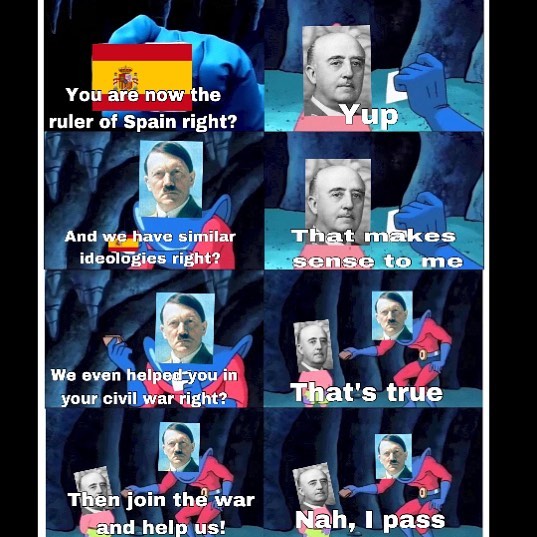 You are now the
ruler of Spain right?
Yup
And we have similar
ideologies right?
That makes
sense to me
We even helped you in
your civil war right?
That's true
Then join the war
and help us!
Nah, I pass